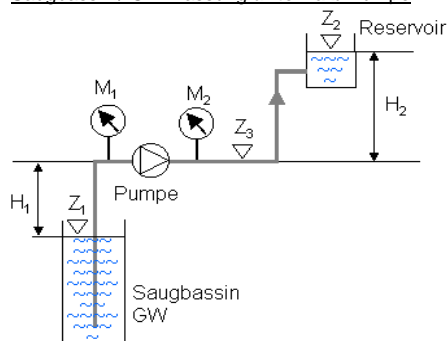 Z2
Reservoir
M1
M2
Z3
H2
Pumpe
H1
Z1
Saugbassin
GW